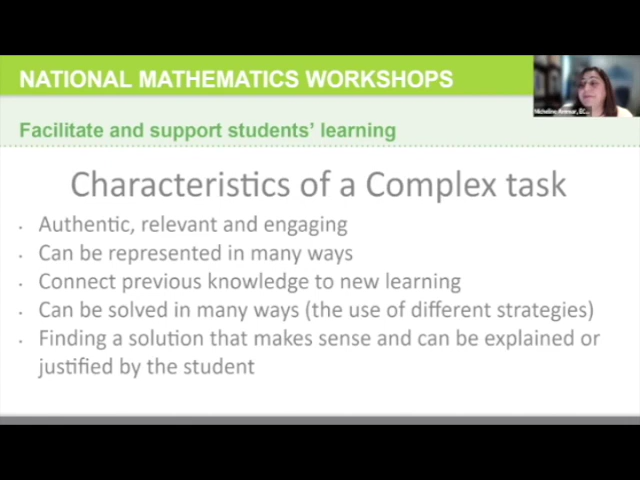 NATIONAL MATHEMATICS WORKSHOPS
Facilitate and support students' learning
Characteristics of a Complex task
Authentic, relevant and engaging
Can be represented in many ways
Connect previous knowledge to new learning
Can be solved in many ways (the use of different strategies)
Finding a solution that makes sense and can be explained or
justified by the student